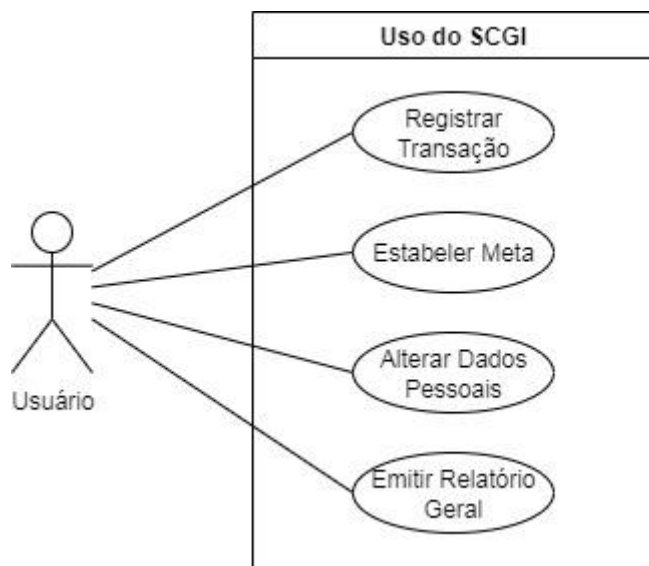 Uso do SCGI
Registrar
Transação
Estabeler Meta
Alterar Dados
Pessoais
Usuário
Emitir Relatório
Geral